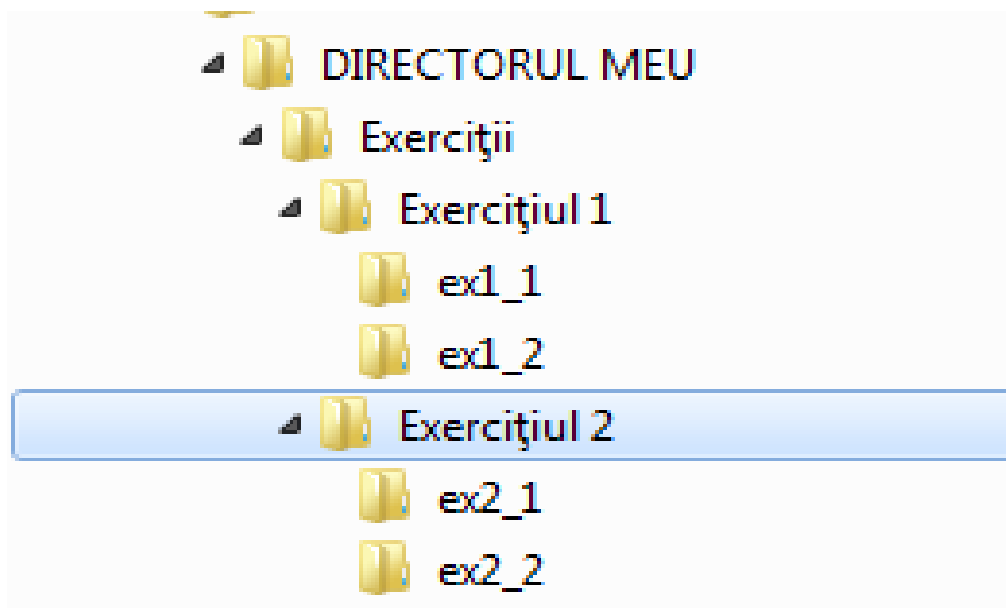 DIRECTORUL MEU
Exerciţii
Exerciţiul 1
ex1_1
ex1_2
Exerciţiul 2
ex2_1
ex2_2